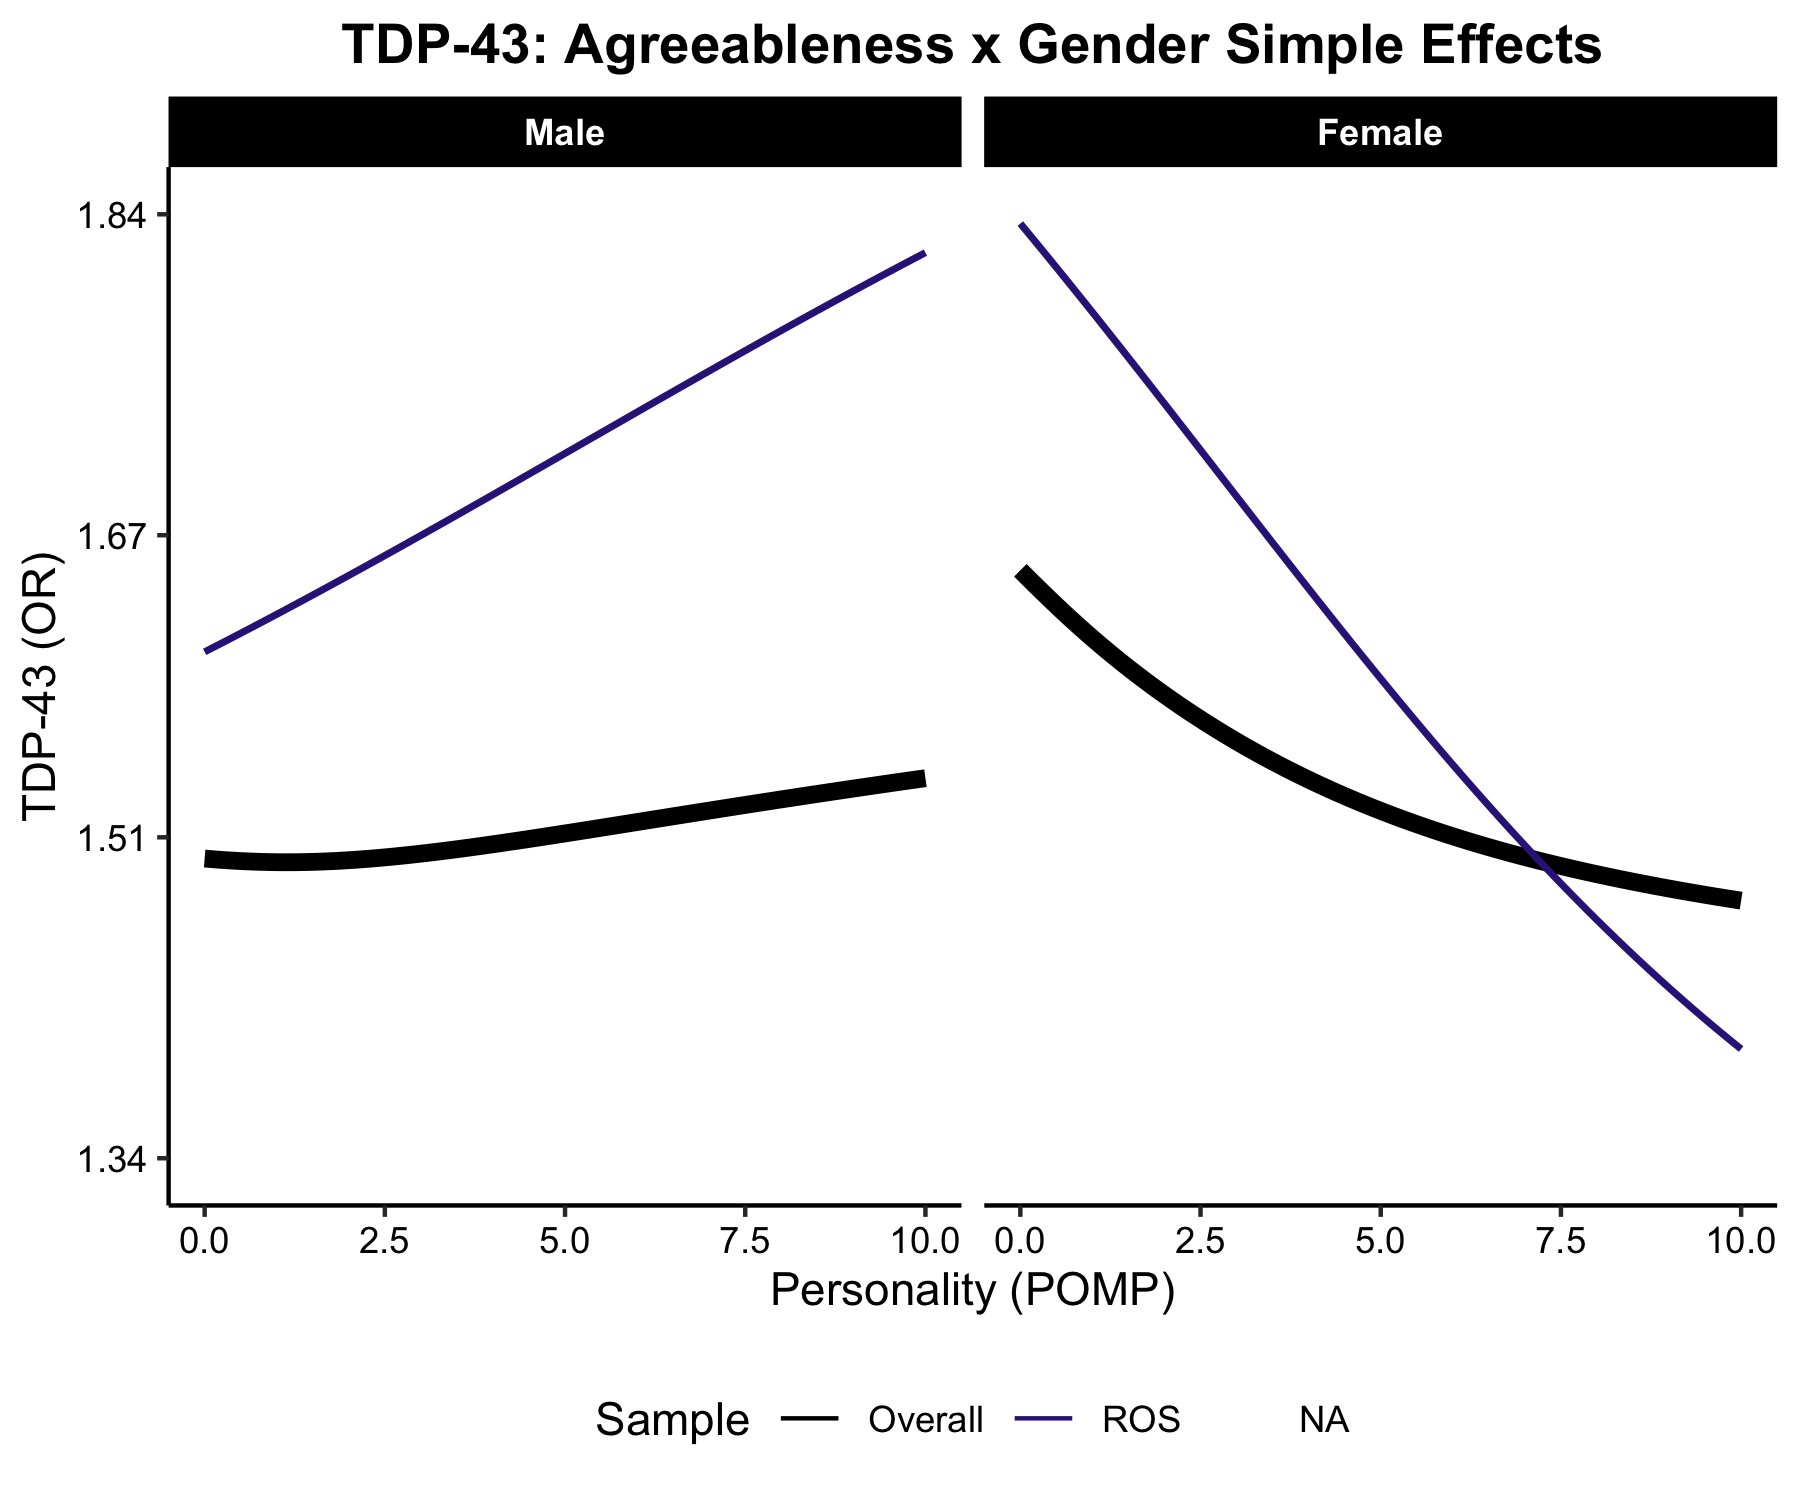 TDP-43: Agreeableness x Gender Simple Effects
Male
Female
TDP-43 (OR)
1.84
1.67
1.51
1.34
0.0 2.5 5.0 7.5 10.0
0.0 2.5 5.0 7.5 10.0
Personality (POMP)
Sample Overall ROS NA